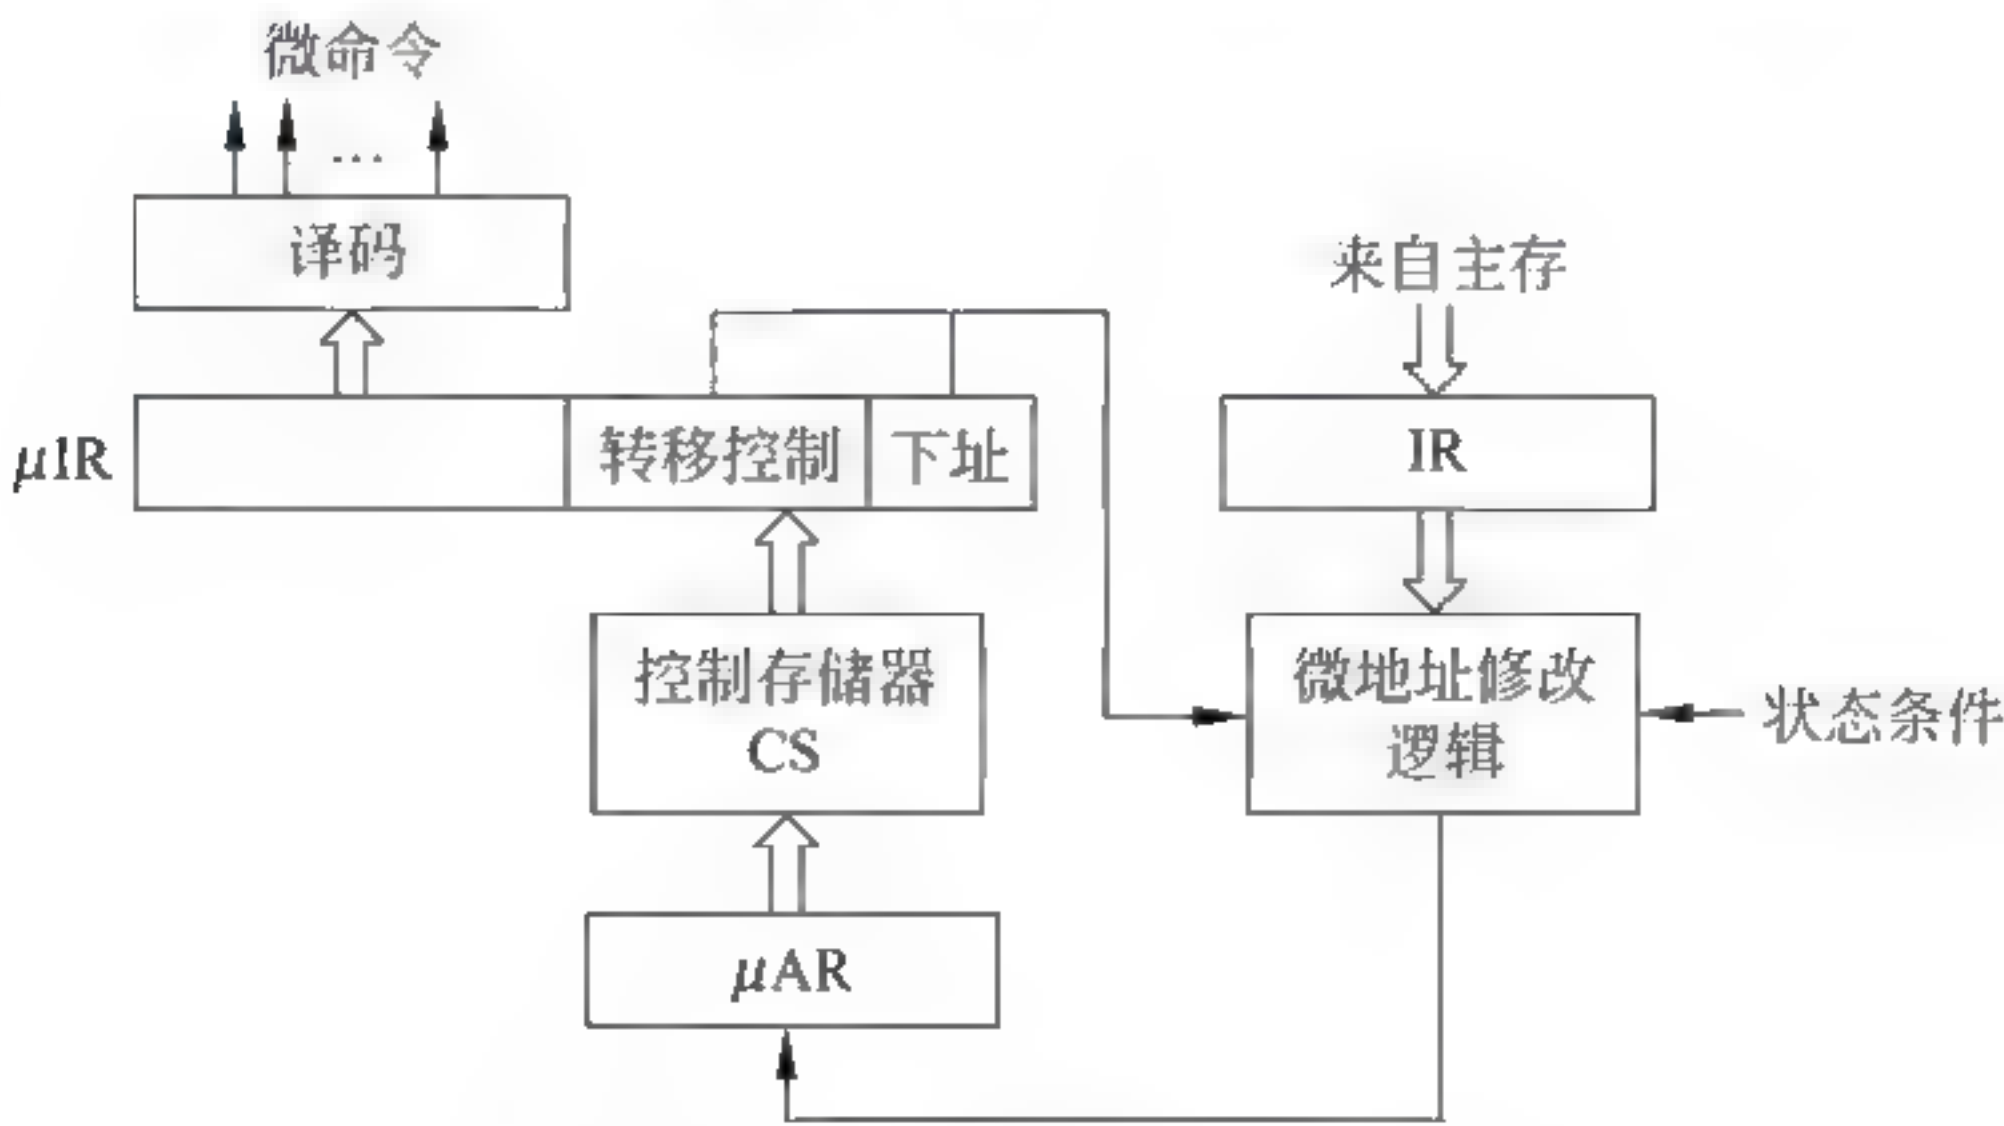 微命令
…
译码
来自主存
μIR
转移控制
下址
IR
控制存储器
CS
微地址修改
逻辑
状态条件
μAR